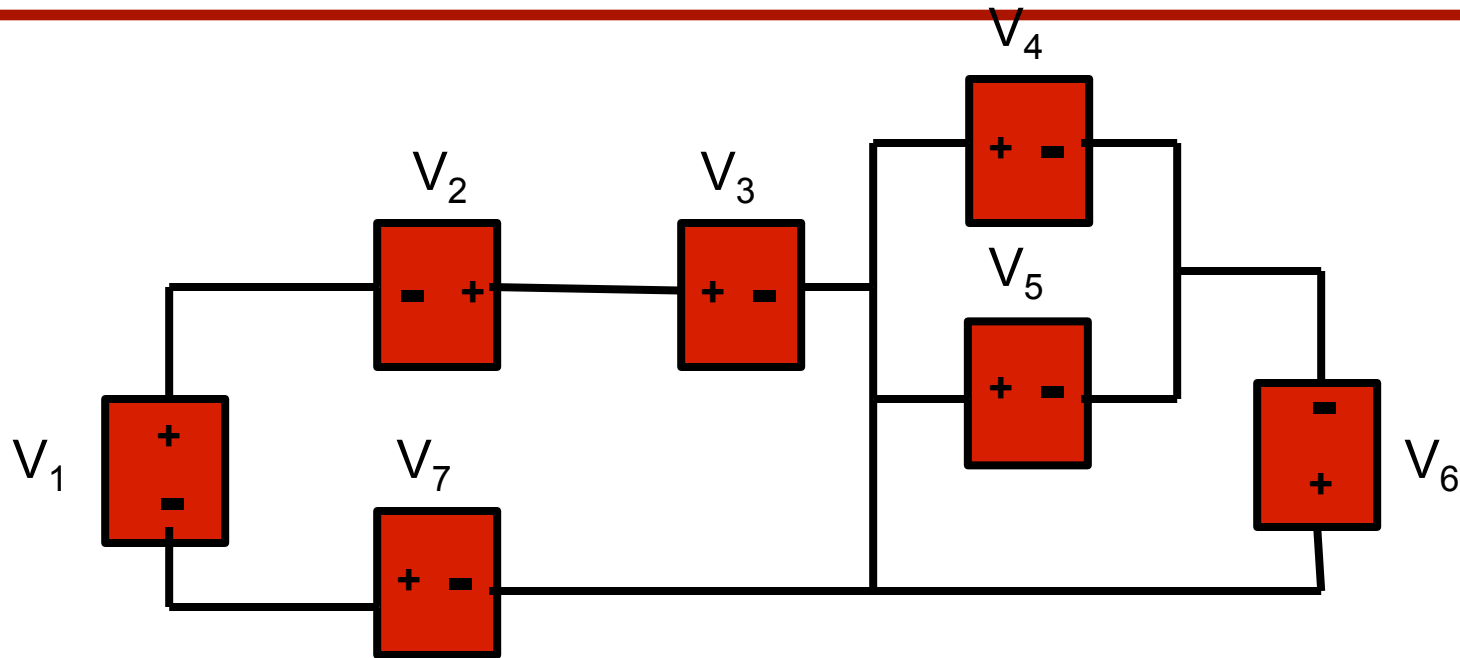 V₄
V₂
V₃
+ -
- +
+ -
V₅
+ -
-
+
V₁
+
-
V₇
V₆
+
+ -